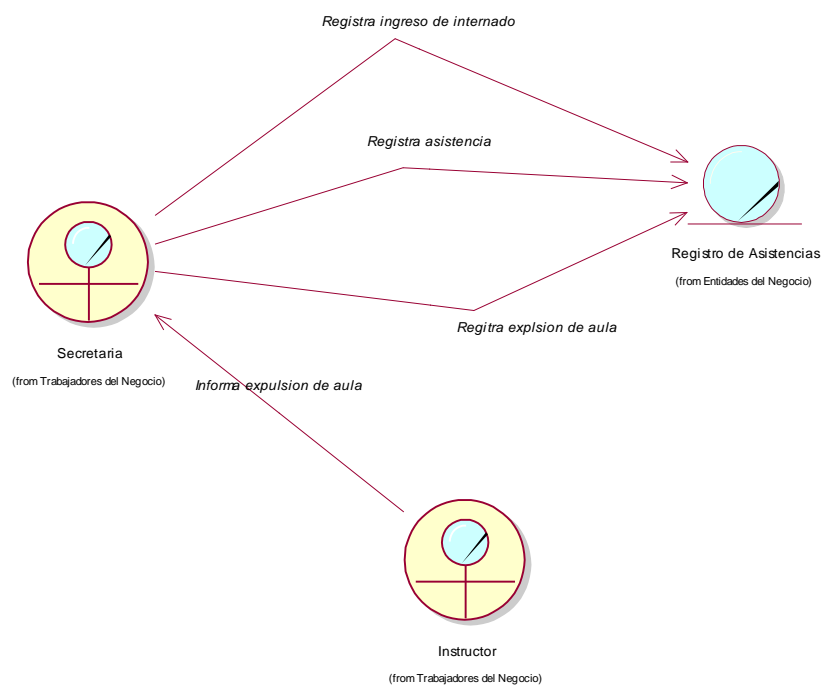 Registra ingreso de internado
Registra asistencia
Registro de Asistencias
(from Entidades del Negocio)
Regitra explsion de aula
Secretaria
(from Trabajadores del Negocio)
Informa expulsion de aula
Instructor
(from Trabajadores del Negocio)